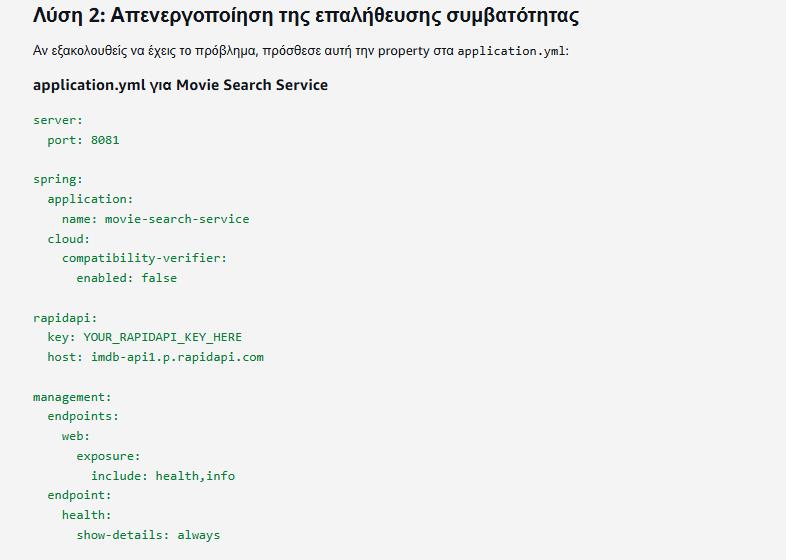 Λύση 2: Απενεργοποίηση της επαλήθευσης συμβατότητας
Αν εξακολουθείς να έχεις το πρόβλημα, πρόσθεσε αυτή την property στα application.yml:
application.yml για Movie Search Service
server:
  port: 8081

spring:
  application:
    name: movie-search-service
  cloud:
    compatibility-verifier:
      enabled: false

rapidapi:
  key: YOUR_RAPIDAPI_KEY_HERE
  host: imdb-api1.p.rapidapi.com

management:
  endpoints:
    web:
      exposure:
        include: health,info
  endpoint:
    health:
      show-details: always